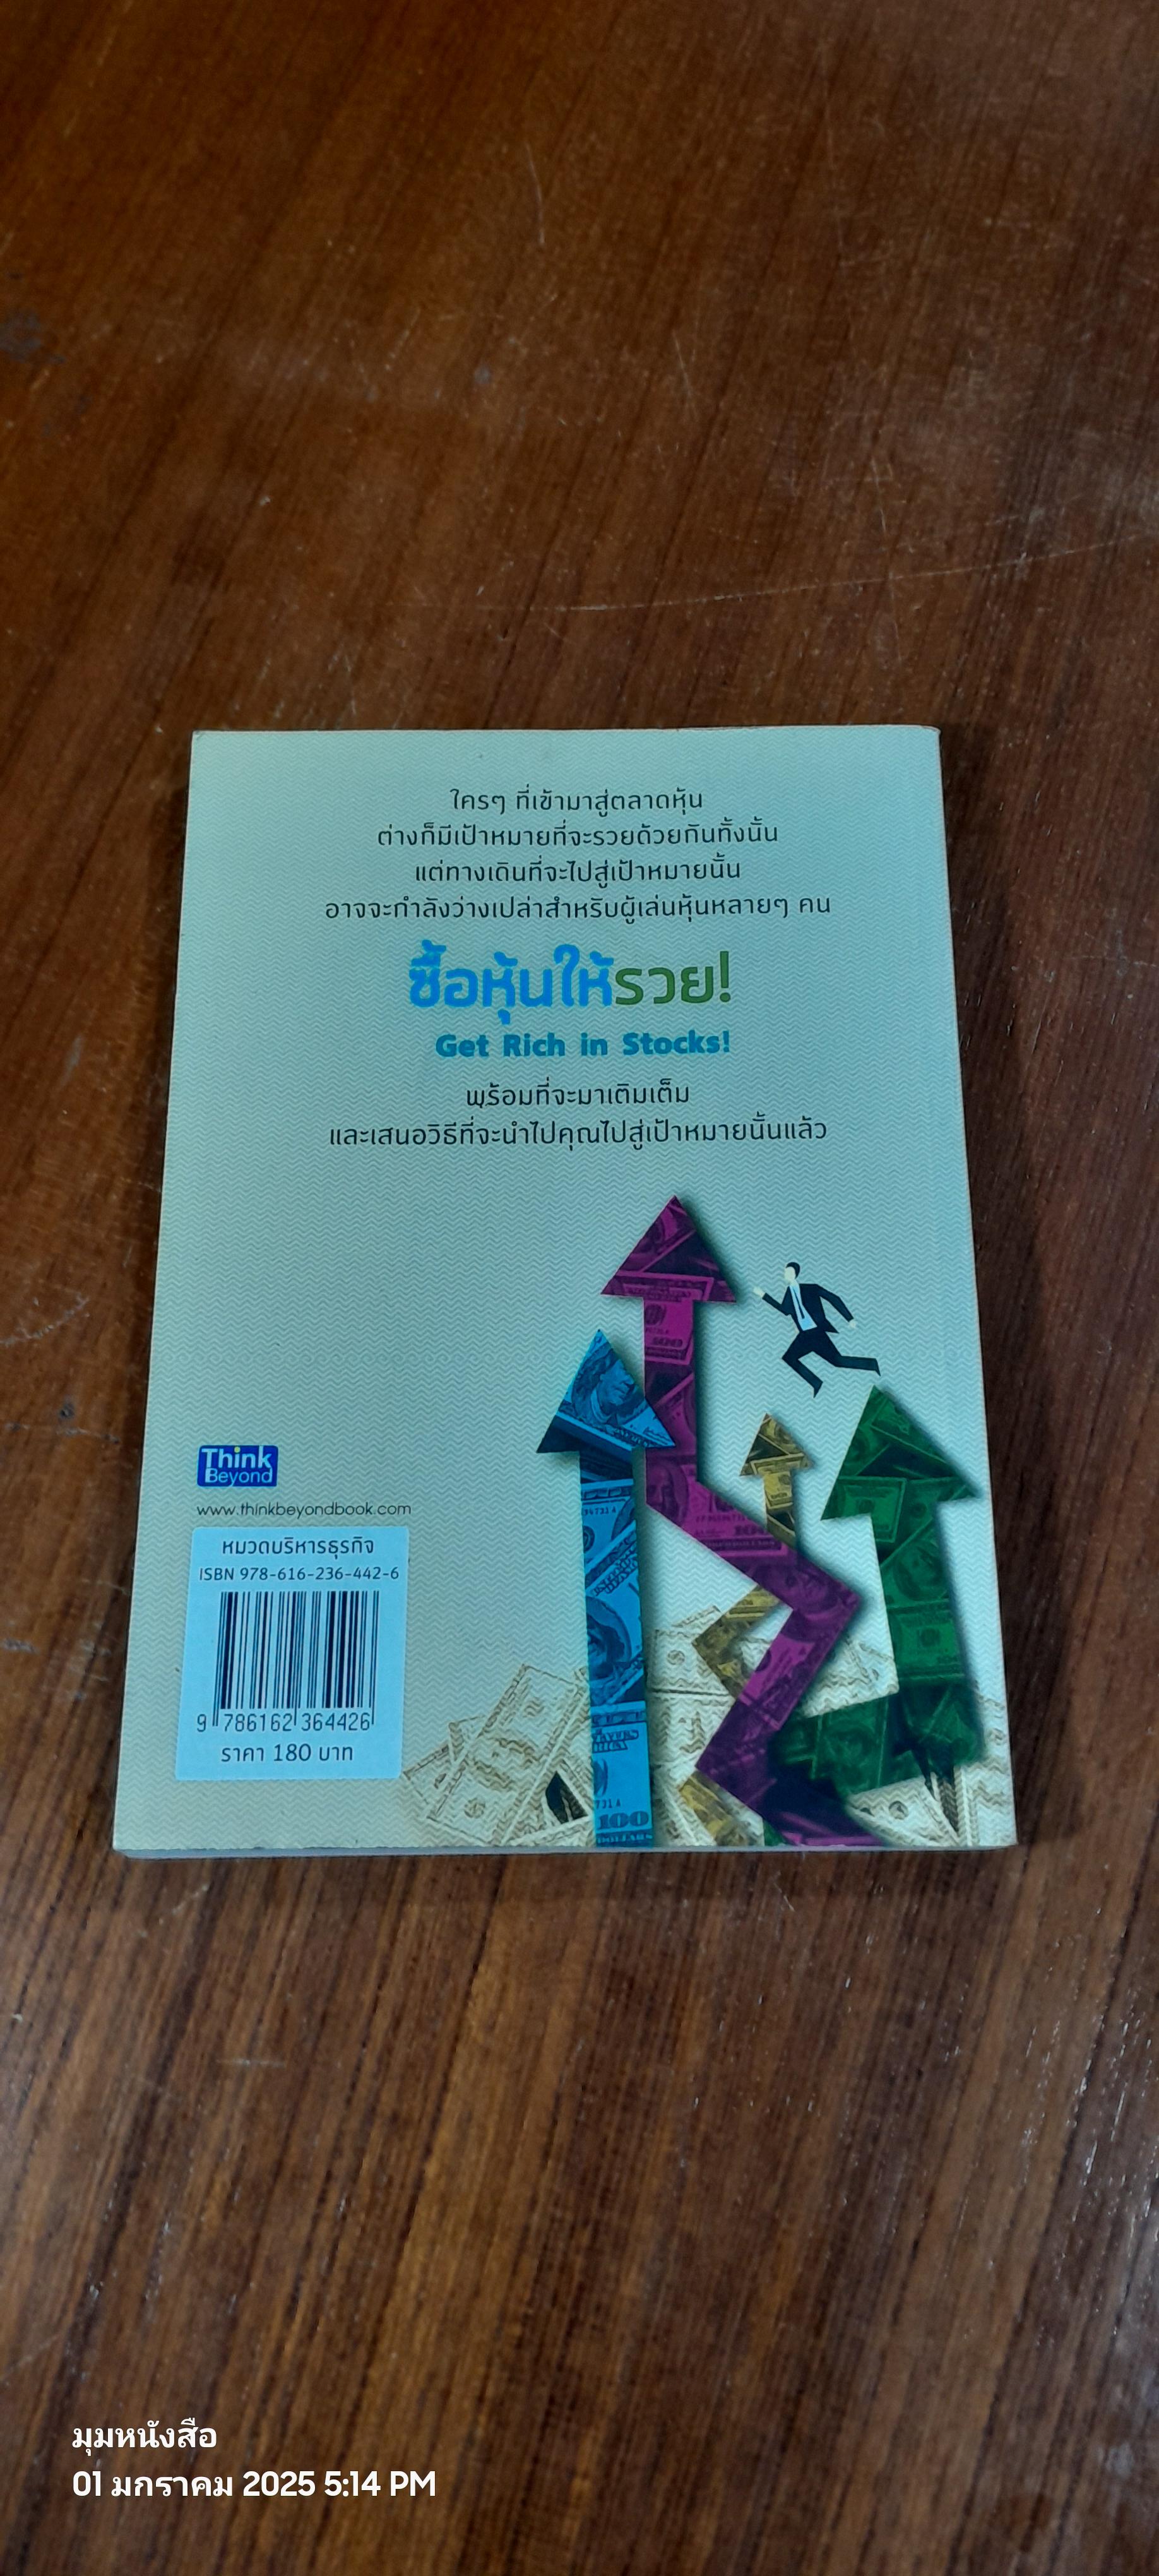 ใครๆ ที่เข้ามาสู่ตลาดหุ้น
ต่างก็มีเป้าหมายที่จะรวยด้วยกันทั้งนั้น
แต่ทางเดินที่จะไปสู่เป้าหมายนั้น
อาจจะกำลังว่างเปล่าสำหรับผู้เล่นหุ้นหลายๆ คน
ซื้อหุ้นให้รวย!
Get Rich in Stocks!
พร้อมที่จะมาเติมเต็ม
และเสนอวิธีที่จะนำไปคุณไปสู่เป้าหมายนั้นแล้ว
Think
Beyond
www.thinkbeyondbook.com
หมวดบริหารธุรกิจ
ISBN 978-616-236-442-6
9 786162 364426
ราคา 180 บาท
100
DOLLARS
มุมหนังสือ
01 มกราคม 2025 5:14 PM